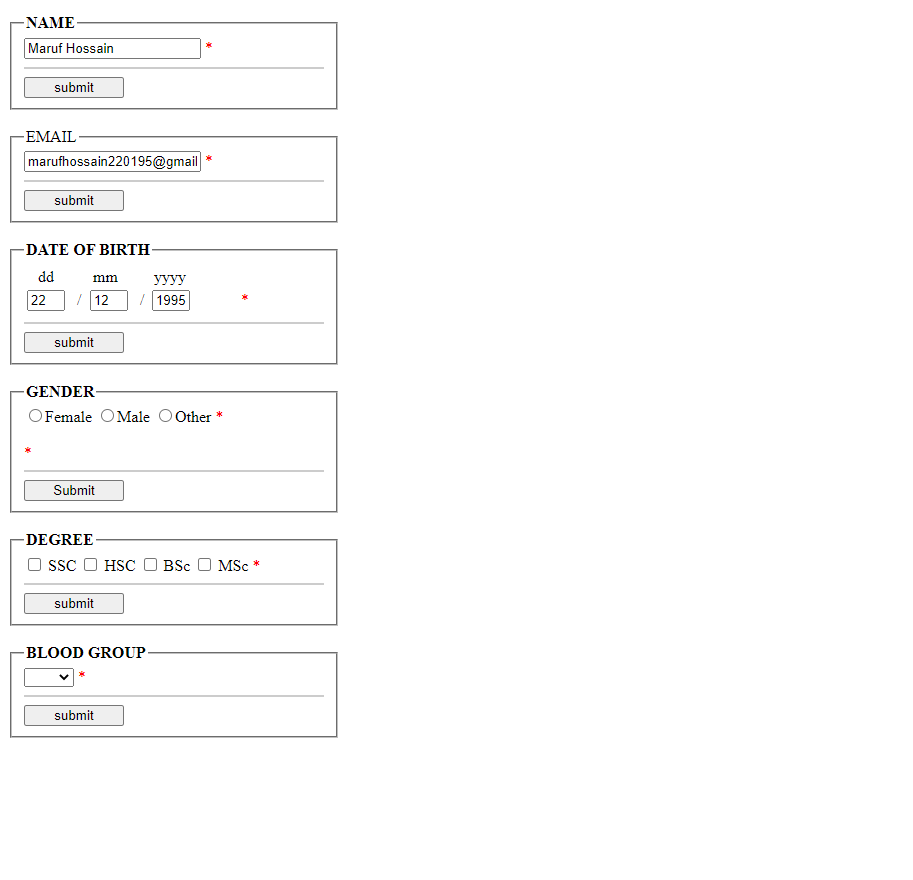 NAME
Maruf Hossain *
submit
EMAIL
marufhossain220195@gmail *
submit
DATE OF BIRTH
dd mm yyyy
22 / 12 / 1995 *
submit
GENDER
Female Male Other *
*
Submit
DEGREE
SSC HSC BSc MSc *
submit
BLOOD GROUP
*
submit